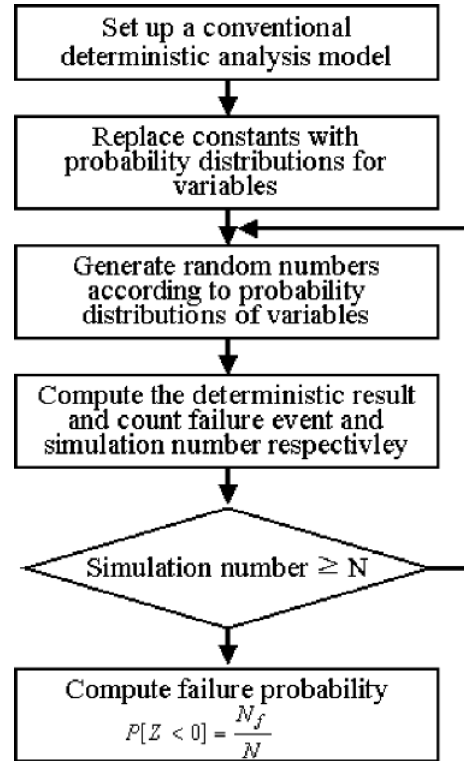 Set up a conventional
deterministic analysis model
Replace constants with
probability distributions for
variables
Generate random numbers
according to probability
distributions of variables
Compute the deterministic result
and count failure event and
simulation number respectivley
Simulation number ≥ N
Compute failure probability
P[Z < 0] = N_f / N